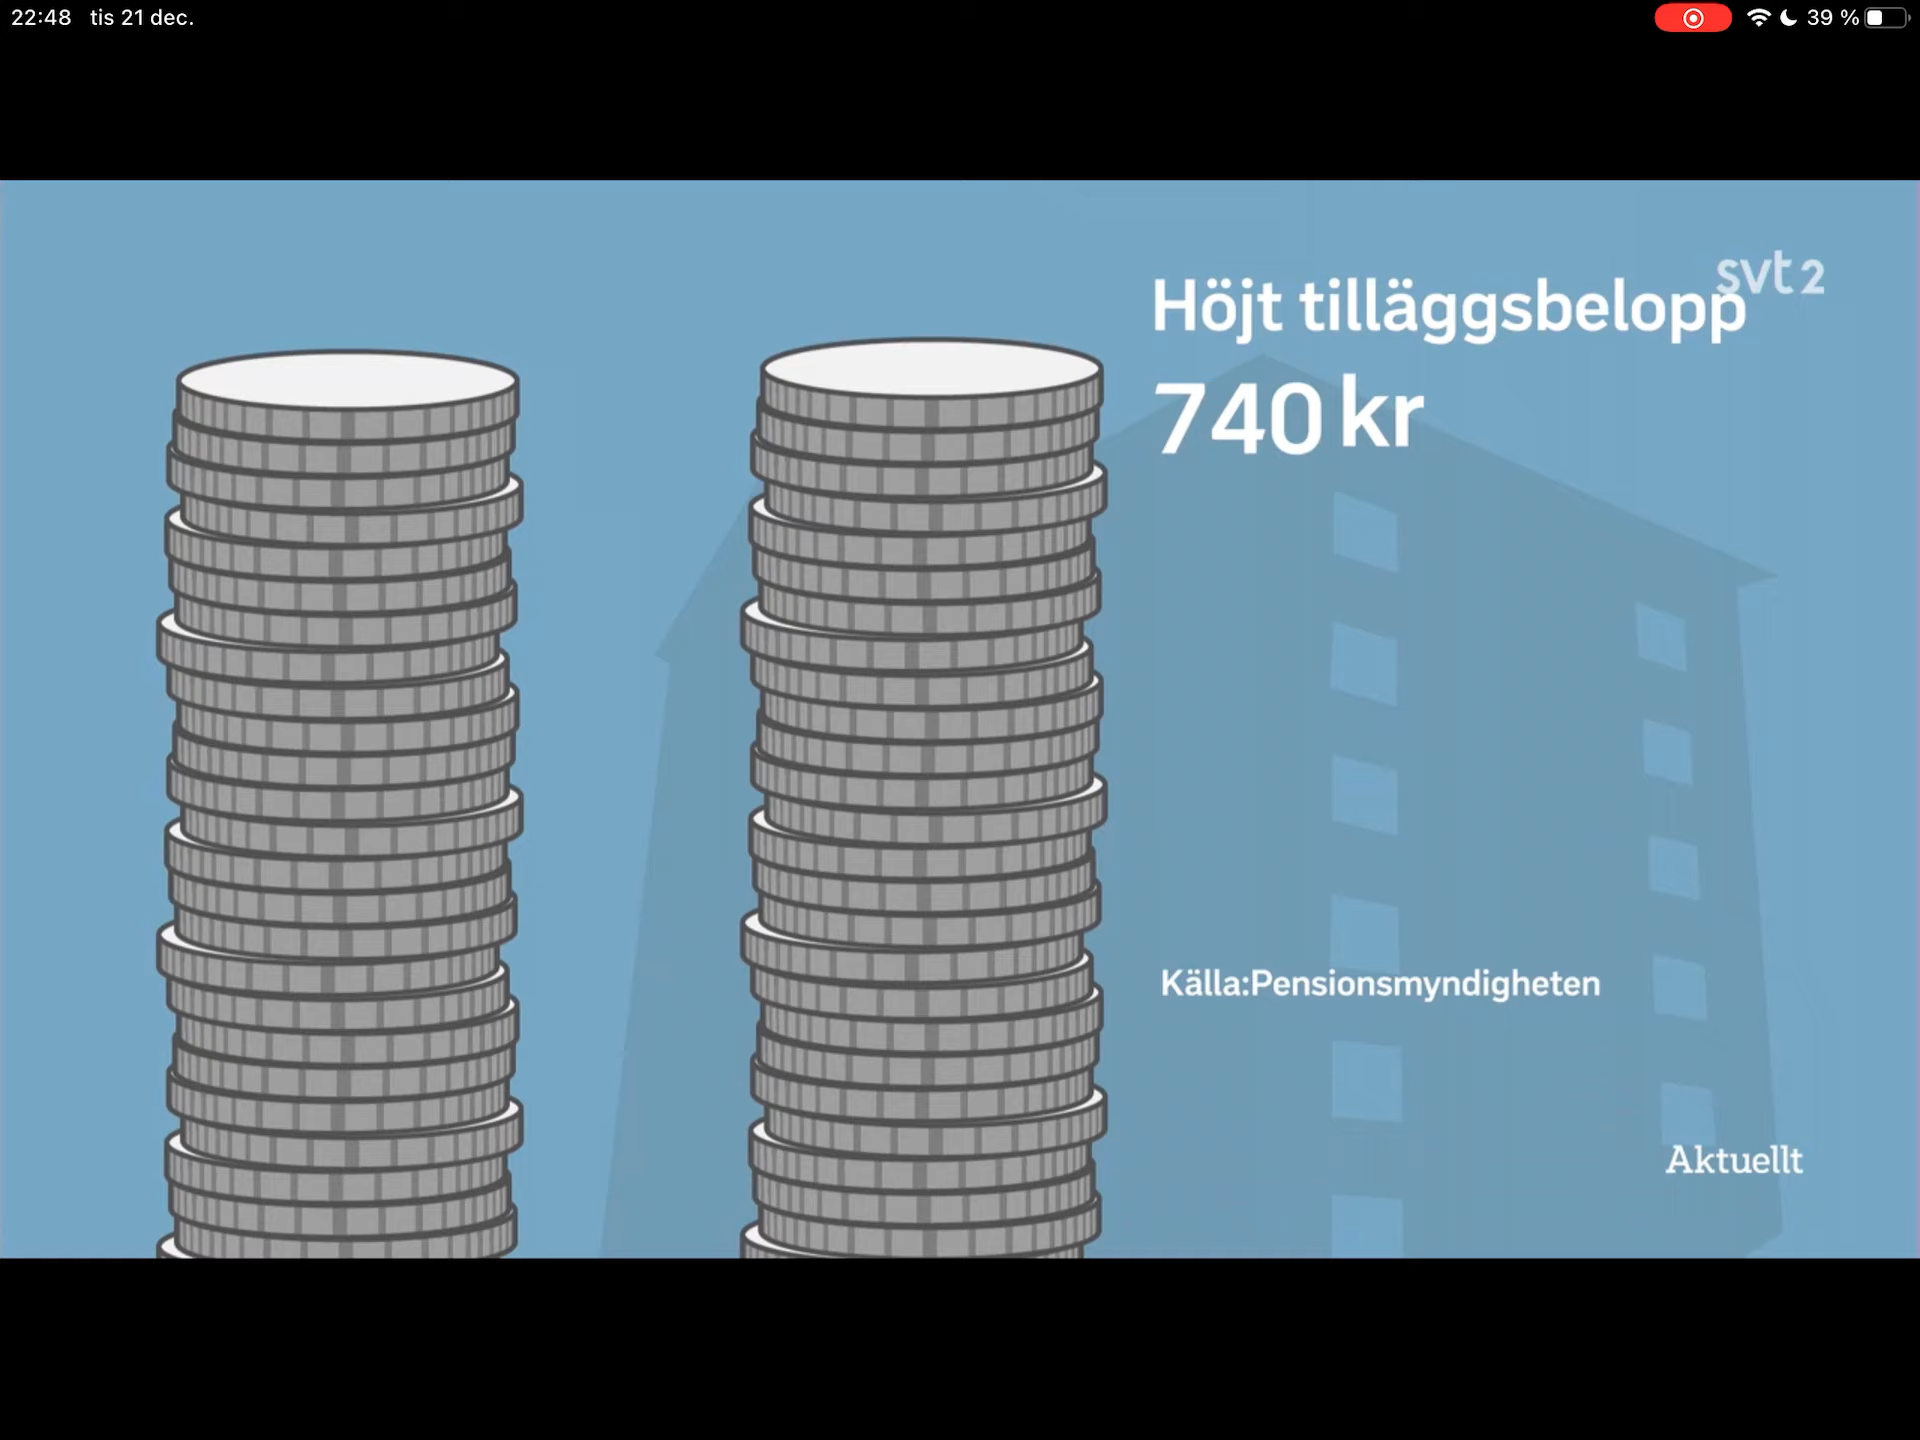 22:48 tis 21 dec.
39 %
svt2
Höjt tilläggsbelopp
740 kr
Källa:Pensionsmyndigheten
Aktuellt